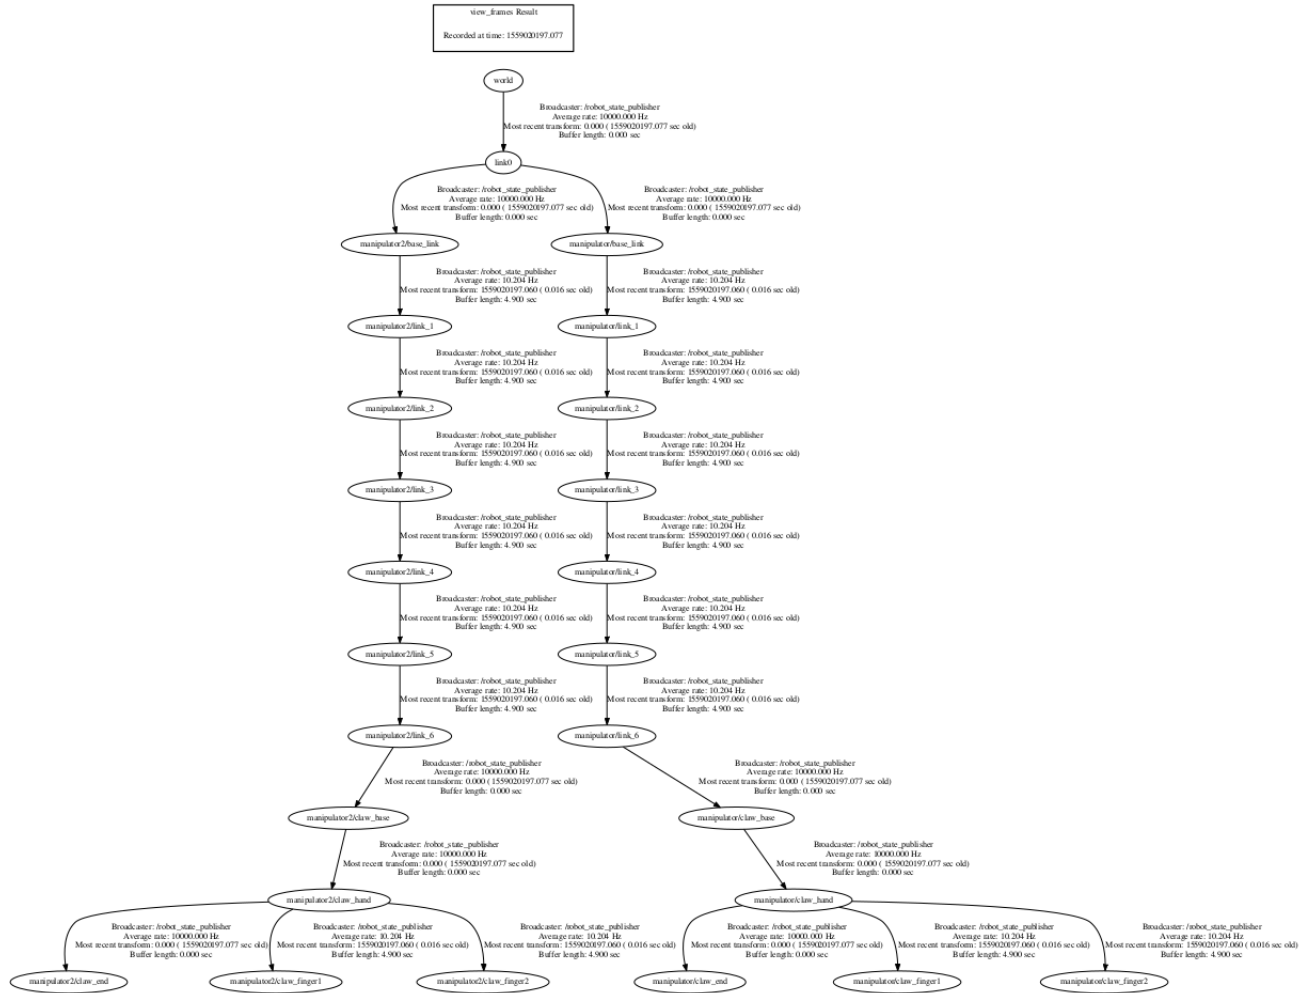 view_frames Result
Recorded at time: 1559020197.077
world
Broadcaster: /robot_state_publisher
Average rate: 10000.000 Hz
Most recent transform: 0.000 ( 1559020197.077 sec old)
Buffer length: 0.000 sec
link0
Broadcaster: /robot_state_publisher
Average rate: 10000.000 Hz
Most recent transform: 0.000 ( 1559020197.077 sec old)
Buffer length: 0.000 sec
Broadcaster: /robot_state_publisher
Average rate: 10000.000 Hz
Most recent transform: 0.000 ( 1559020197.077 sec old)
Buffer length: 0.000 sec
manipulator2/base_link
manipulator/base_link
Broadcaster: /robot_state_publisher
Average rate: 10.204 Hz
Most recent transform: 1559020197.060 ( 0.016 sec old)
Buffer length: 4.900 sec
Broadcaster: /robot_state_publisher
Average rate: 10.204 Hz
Most recent transform: 1559020197.060 ( 0.016 sec old)
Buffer length: 4.900 sec
manipulator2/link_1
manipulator/link_1
Broadcaster: /robot_state_publisher
Average rate: 10.204 Hz
Most recent transform: 1559020197.060 ( 0.016 sec old)
Buffer length: 4.900 sec
Broadcaster: /robot_state_publisher
Average rate: 10.204 Hz
Most recent transform: 1559020197.060 ( 0.016 sec old)
Buffer length: 4.900 sec
manipulator2/link_2
manipulator/link_2
Broadcaster: /robot_state_publisher
Average rate: 10.204 Hz
Most recent transform: 1559020197.060 ( 0.016 sec old)
Buffer length: 4.900 sec
Broadcaster: /robot_state_publisher
Average rate: 10.204 Hz
Most recent transform: 1559020197.060 ( 0.016 sec old)
Buffer length: 4.900 sec
manipulator2/link_3
manipulator/link_3
Broadcaster: /robot_state_publisher
Average rate: 10.204 Hz
Most recent transform: 1559020197.060 ( 0.016 sec old)
Buffer length: 4.900 sec
Broadcaster: /robot_state_publisher
Average rate: 10.204 Hz
Most recent transform: 1559020197.060 ( 0.016 sec old)
Buffer length: 4.900 sec
manipulator2/link_4
manipulator/link_4
Broadcaster: /robot_state_publisher
Average rate: 10.204 Hz
Most recent transform: 1559020197.060 ( 0.016 sec old)
Buffer length: 4.900 sec
Broadcaster: /robot_state_publisher
Average rate: 10.204 Hz
Most recent transform: 1559020197.060 ( 0.016 sec old)
Buffer length: 4.900 sec
manipulator2/link_5
manipulator/link_5
Broadcaster: /robot_state_publisher
Average rate: 10.204 Hz
Most recent transform: 1559020197.060 ( 0.016 sec old)
Buffer length: 4.900 sec
Broadcaster: /robot_state_publisher
Average rate: 10.204 Hz
Most recent transform: 1559020197.060 ( 0.016 sec old)
Buffer length: 4.900 sec
manipulator2/link_6
manipulator/link_6
Broadcaster: /robot_state_publisher
Average rate: 10000.000 Hz
Most recent transform: 0.000 ( 1559020197.077 sec old)
Buffer length: 0.000 sec
Broadcaster: /robot_state_publisher
Average rate: 10000.000 Hz
Most recent transform: 0.000 ( 1559020197.077 sec old)
Buffer length: 0.000 sec
manipulator2/claw_base
manipulator/claw_base
Broadcaster: /robot_state_publisher
Average rate: 10000.000 Hz
Most recent transform: 0.000 ( 1559020197.077 sec old)
Buffer length: 0.000 sec
Broadcaster: /robot_state_publisher
Average rate: 10000.000 Hz
Most recent transform: 0.000 ( 1559020197.077 sec old)
Buffer length: 0.000 sec
manipulator2/claw_hand
manipulator/claw_hand
Broadcaster: /robot_state_publisher
Average rate: 10000.000 Hz
Most recent transform: 0.000 ( 1559020197.077 sec old)
Buffer length: 0.000 sec
Broadcaster: /robot_state_publisher
Average rate: 10.204 Hz
Most recent transform: 1559020197.060 ( 0.016 sec old)
Buffer length: 4.900 sec
Broadcaster: /robot_state_publisher
Average rate: 10.204 Hz
Most recent transform: 1559020197.060 ( 0.016 sec old)
Buffer length: 4.900 sec
Broadcaster: /robot_state_publisher
Average rate: 10000.000 Hz
Most recent transform: 0.000 ( 1559020197.077 sec old)
Buffer length: 0.000 sec
Broadcaster: /robot_state_publisher
Average rate: 10.204 Hz
Most recent transform: 1559020197.060 ( 0.016 sec old)
Buffer length: 4.900 sec
Broadcaster: /robot_state_publisher
Average rate: 10.204 Hz
Most recent transform: 1559020197.060 ( 0.016 sec old)
Buffer length: 4.900 sec
manipulator2/claw_end
manipulator2/claw_finger1
manipulator2/claw_finger2
manipulator/claw_end
manipulator/claw_finger1
manipulator/claw_finger2